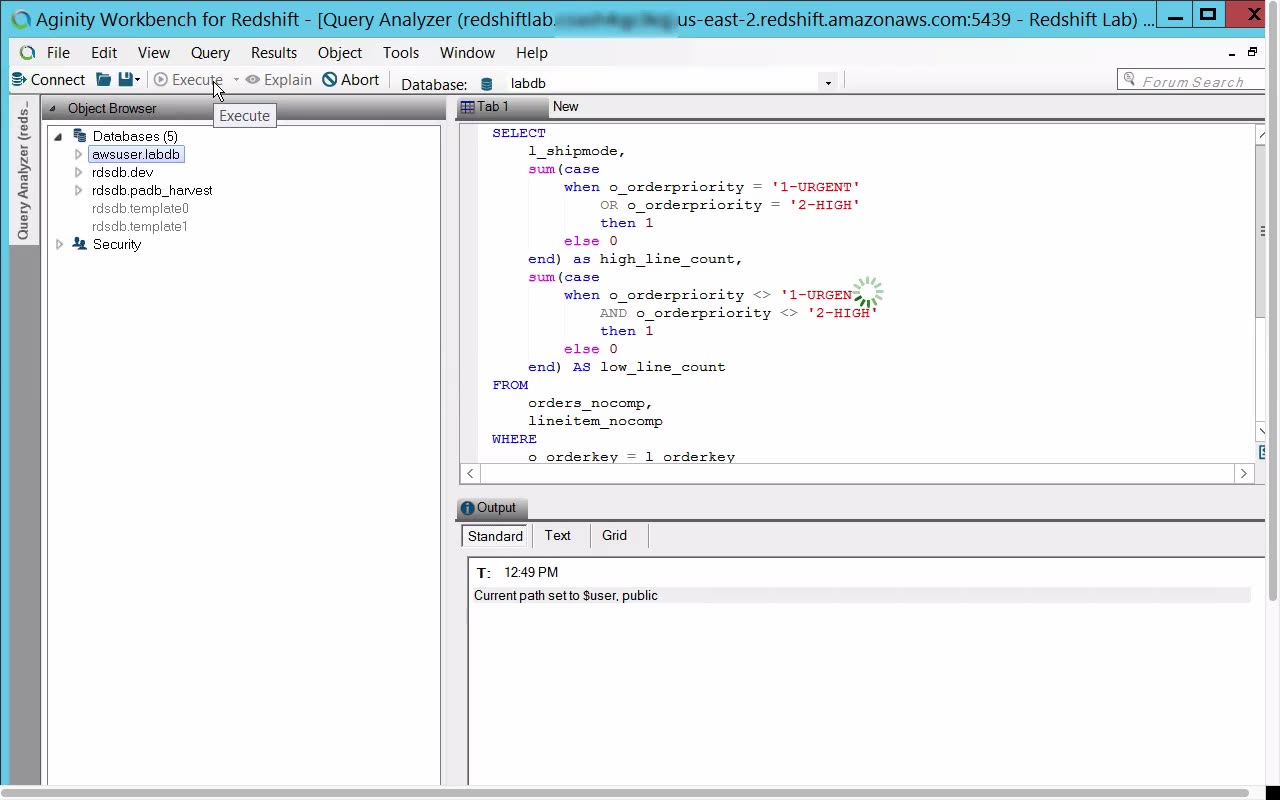 Aginity Workbench for Redshift - [Query Analyzer (redshiftlab. us-east-2.redshift.amazonaws.com:5439 - Redshift Lab) ...
File Edit View Query Results Object Tools Window Help
Connect Execute Explain Abort Database: labdb Forum Search
Query Analyzer (reds...
Object Browser
Execute
Databases (5)
awsuser.labdb
rdsdb.dev
rdsdb.padb_harvest
rdsdb.template0
rdsdb.template1
Security
Tab 1 New
SELECT
l_shipmode,
sum(case
when o_orderpriority = '1-URGENT'
OR o_orderpriority = '2-HIGH'
then 1
else 0
end) as high_line_count,
sum(case
when o_orderpriority <> '1-URGEN
AND o_orderpriority <> '2-HIGH'
then 1
else 0
end) AS low_line_count
FROM
orders_nocomp,
lineitem_nocomp
WHERE
o_orderkey = l_orderkey
Output
Standard Text Grid
T: 12:49 PM
Current path set to $user, public